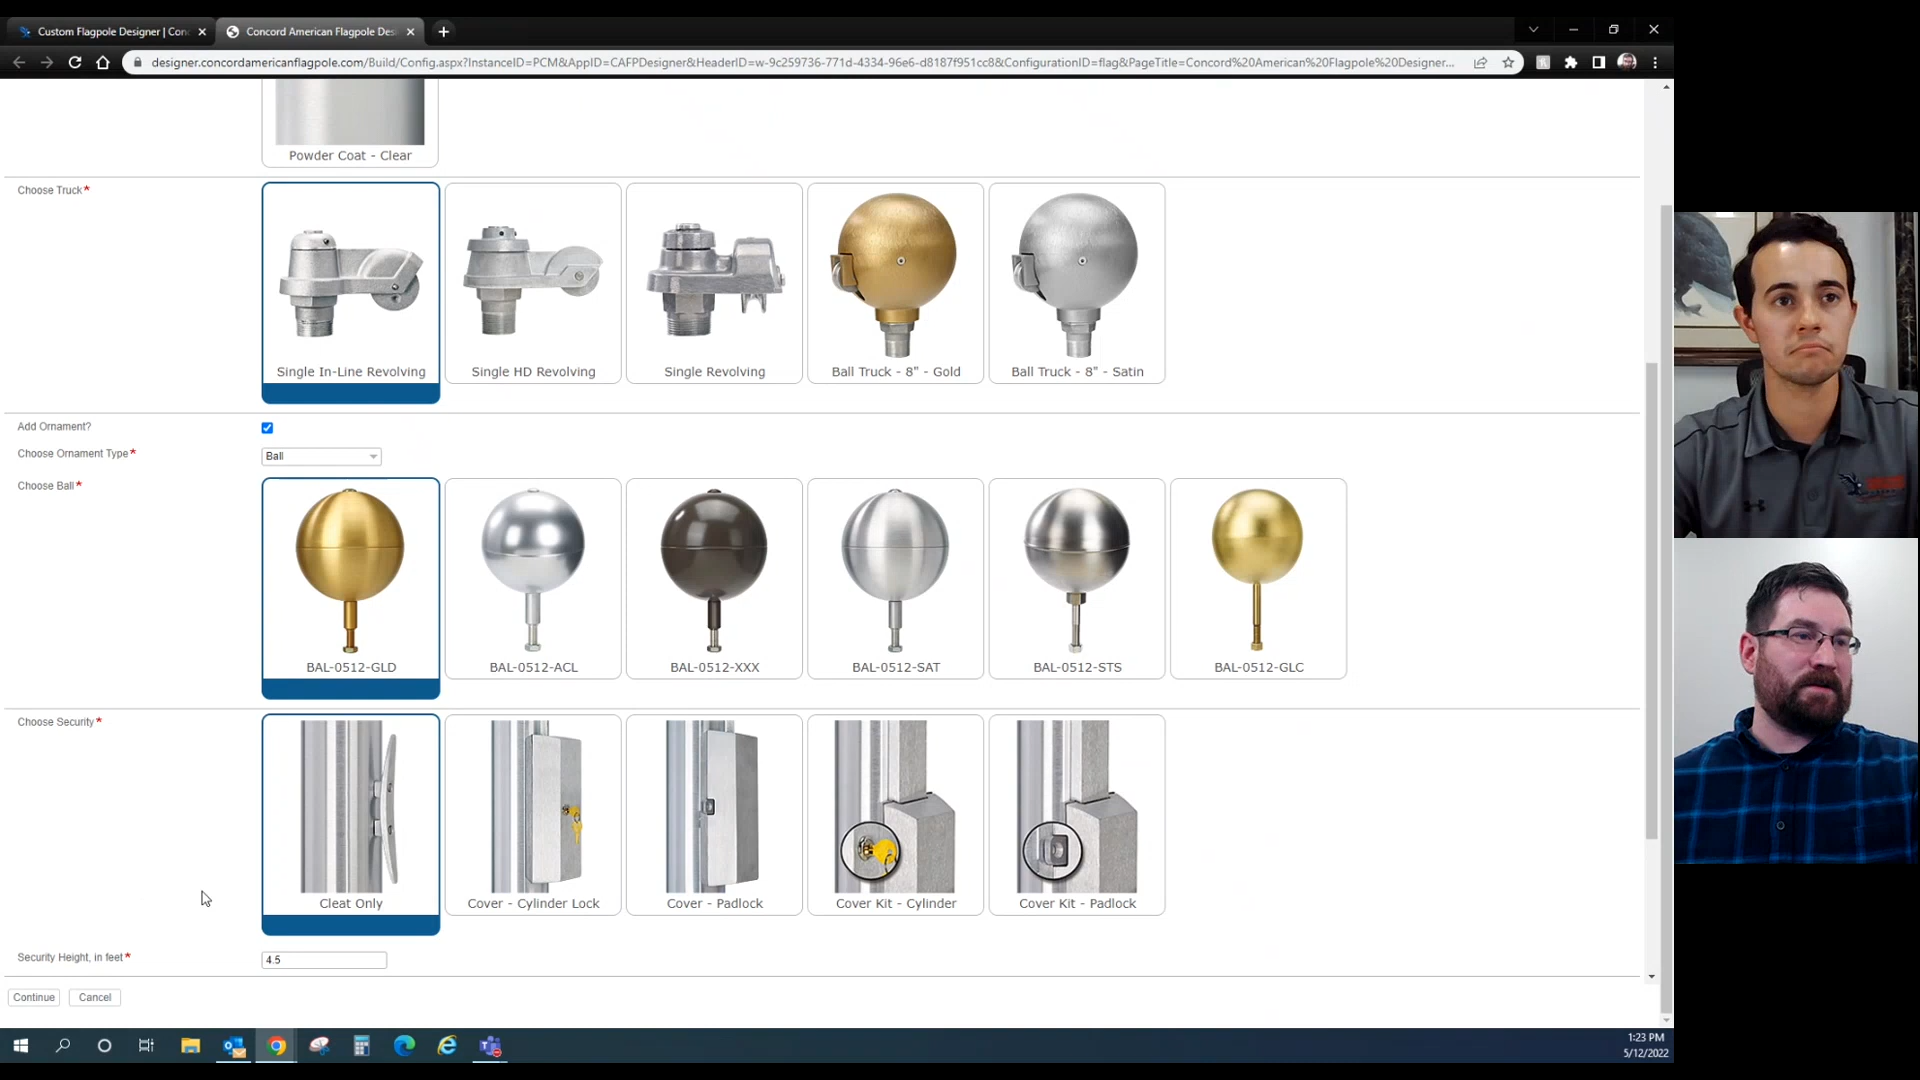 Custom Flagpole Designer | Con
Concord American Flagpole Des
designer.concordamericanflagpole.com/Build/Config.aspx?InstanceID=PCM&AppID=CAFPDesigner&HeaderID=w-9c259736-771d-4334-96e6-d8187f951cc8&ConfigurationID=flag&PageTitle=Concord%20American%20Flagpole%20Designer...
Powder Coat - Clear
Choose Truck*
Single In-Line Revolving
Single HD Revolving
Single Revolving
Ball Truck - 8" - Gold
Ball Truck - 8" - Satin
Add Ornament?
Choose Ornament Type*
Ball
Choose Ball*
BAL-0512-GLD
BAL-0512-ACL
BAL-0512-XXX
BAL-0512-SAT
BAL-0512-STS
BAL-0512-GLC
Choose Security*
Cleat Only
Cover - Cylinder Lock
Cover - Padlock
Cover Kit - Cylinder
Cover Kit - Padlock
Security Height, in feet*
4.5
Continue
Cancel
1:23 PM
5/12/2022